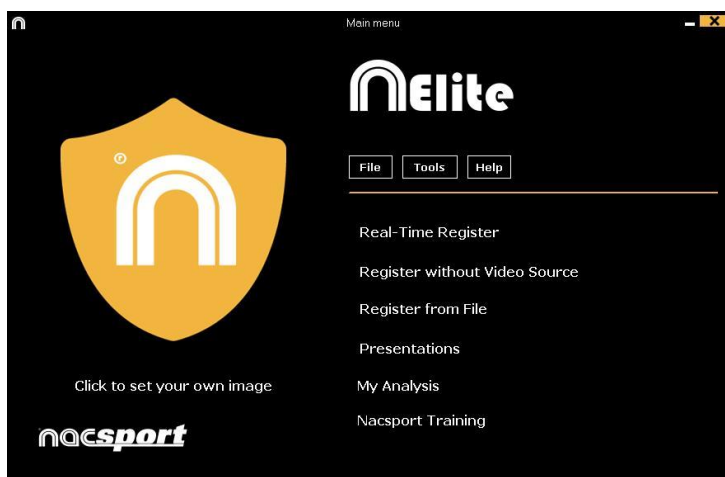 Main menu
nElite
File Tools Help
Real-Time Register
Register without Video Source
Register from File
Presentations
My Analysis
Nacsport Training
n ®
Click to set your own image
nacsport